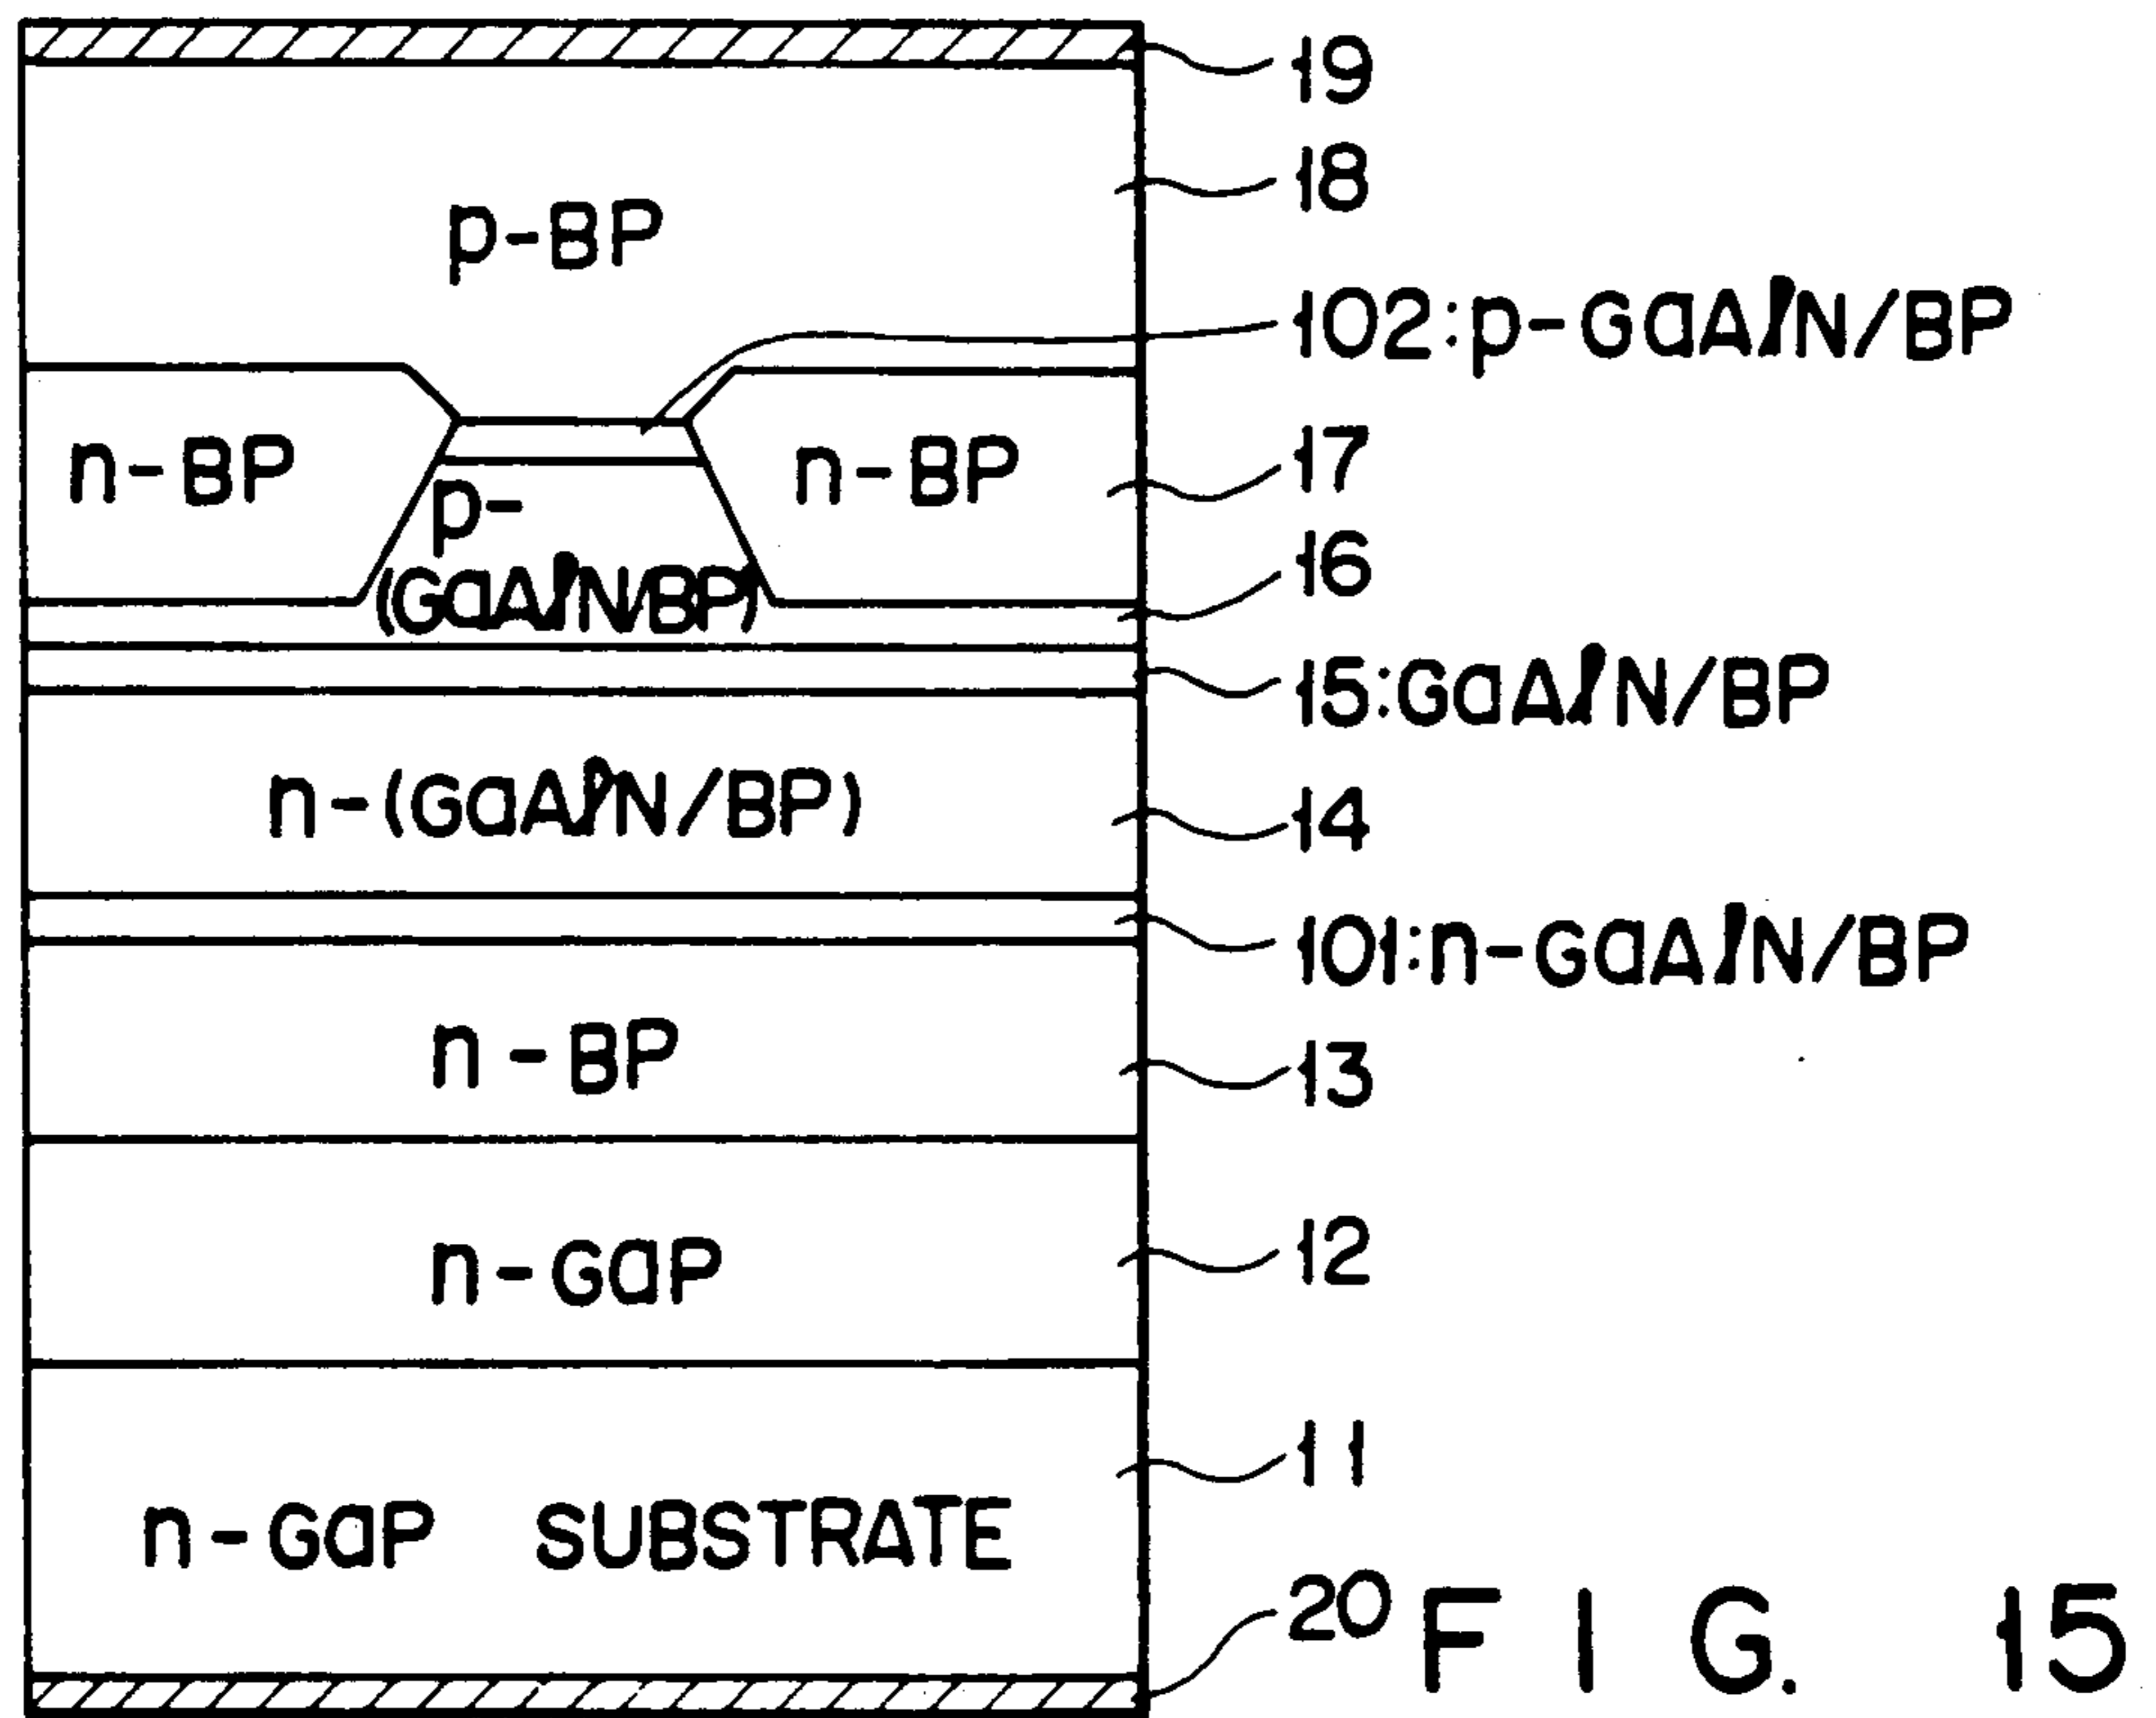 19
18
p-BP
102:p-GaAlN/BP
n-BP
n-BP
17
p-
(GaAlN/BP)
16
15:GaAlN/BP
n-(GaAlN/BP)
14
101:n-GaAlN/BP
n-BP
13
n-GaP
12
11
n-GaP SUBSTRATE
20
FIG. 15